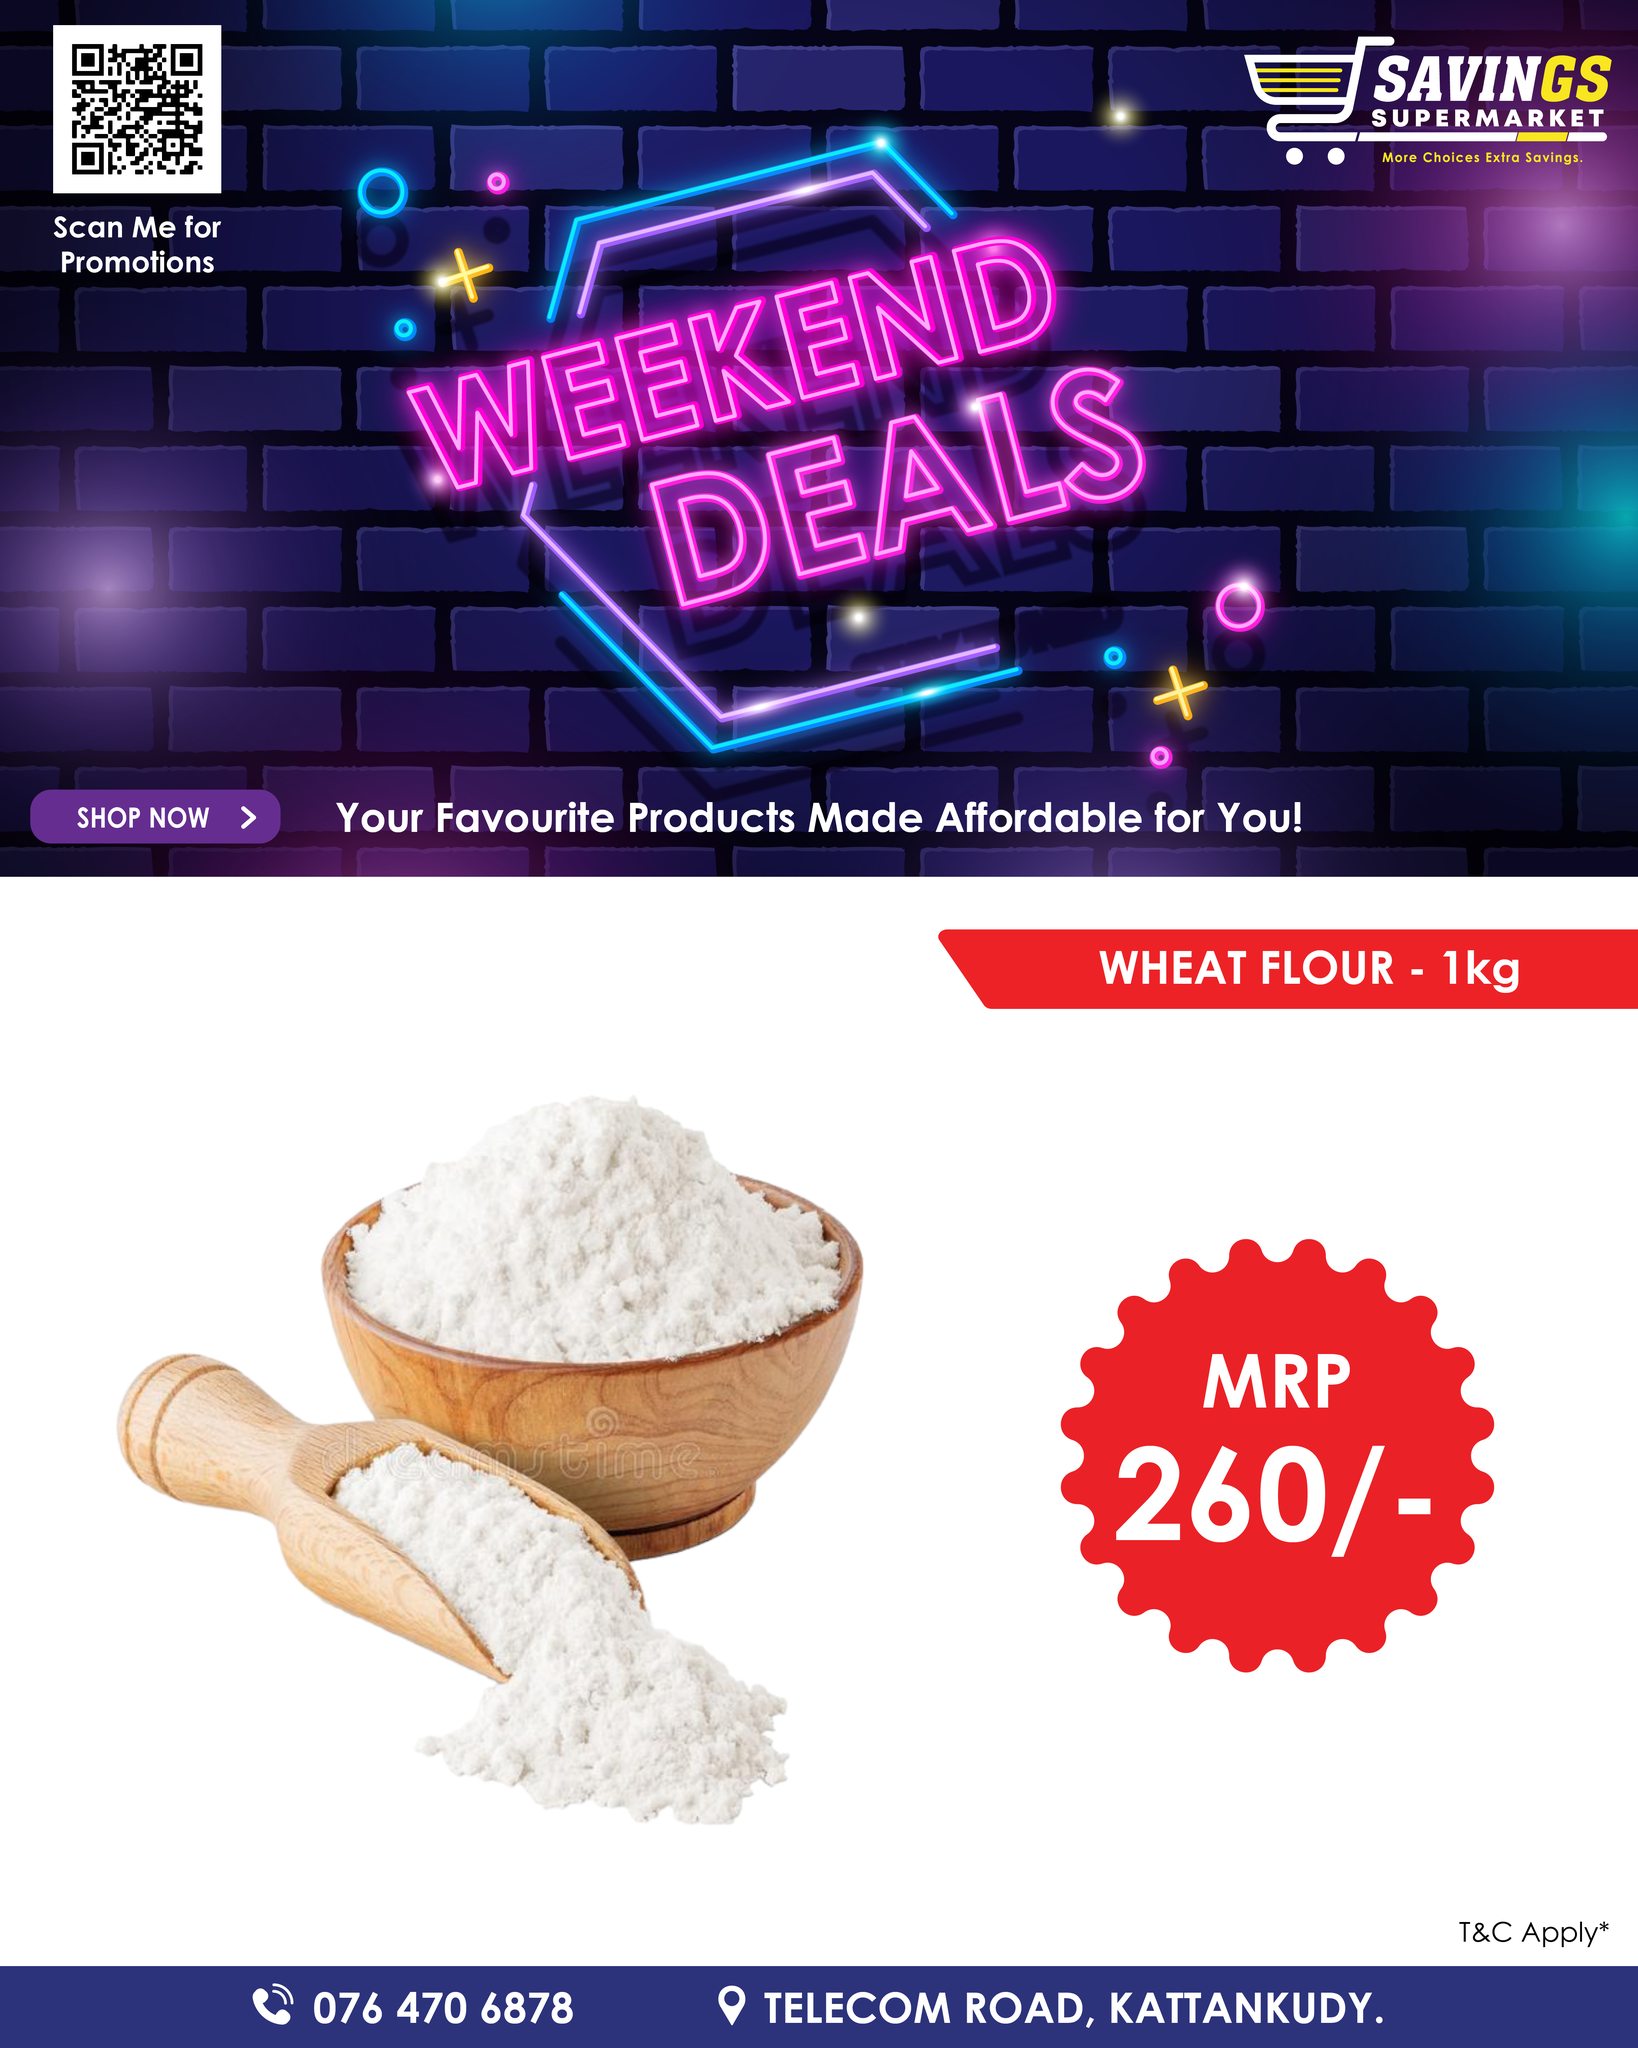 Scan Me for
Promotions
SAVINGS
SUPERMARKET
More Choices Extra Savings.
WEEKEND
DEALS
SHOP NOW
Your Favourite Products Made Affordable for You!
WHEAT FLOUR - 1kg
MRP
260/-
dreamstime.
T&C Apply*
076 470 6878
TELECOM ROAD, KATTANKUDY.